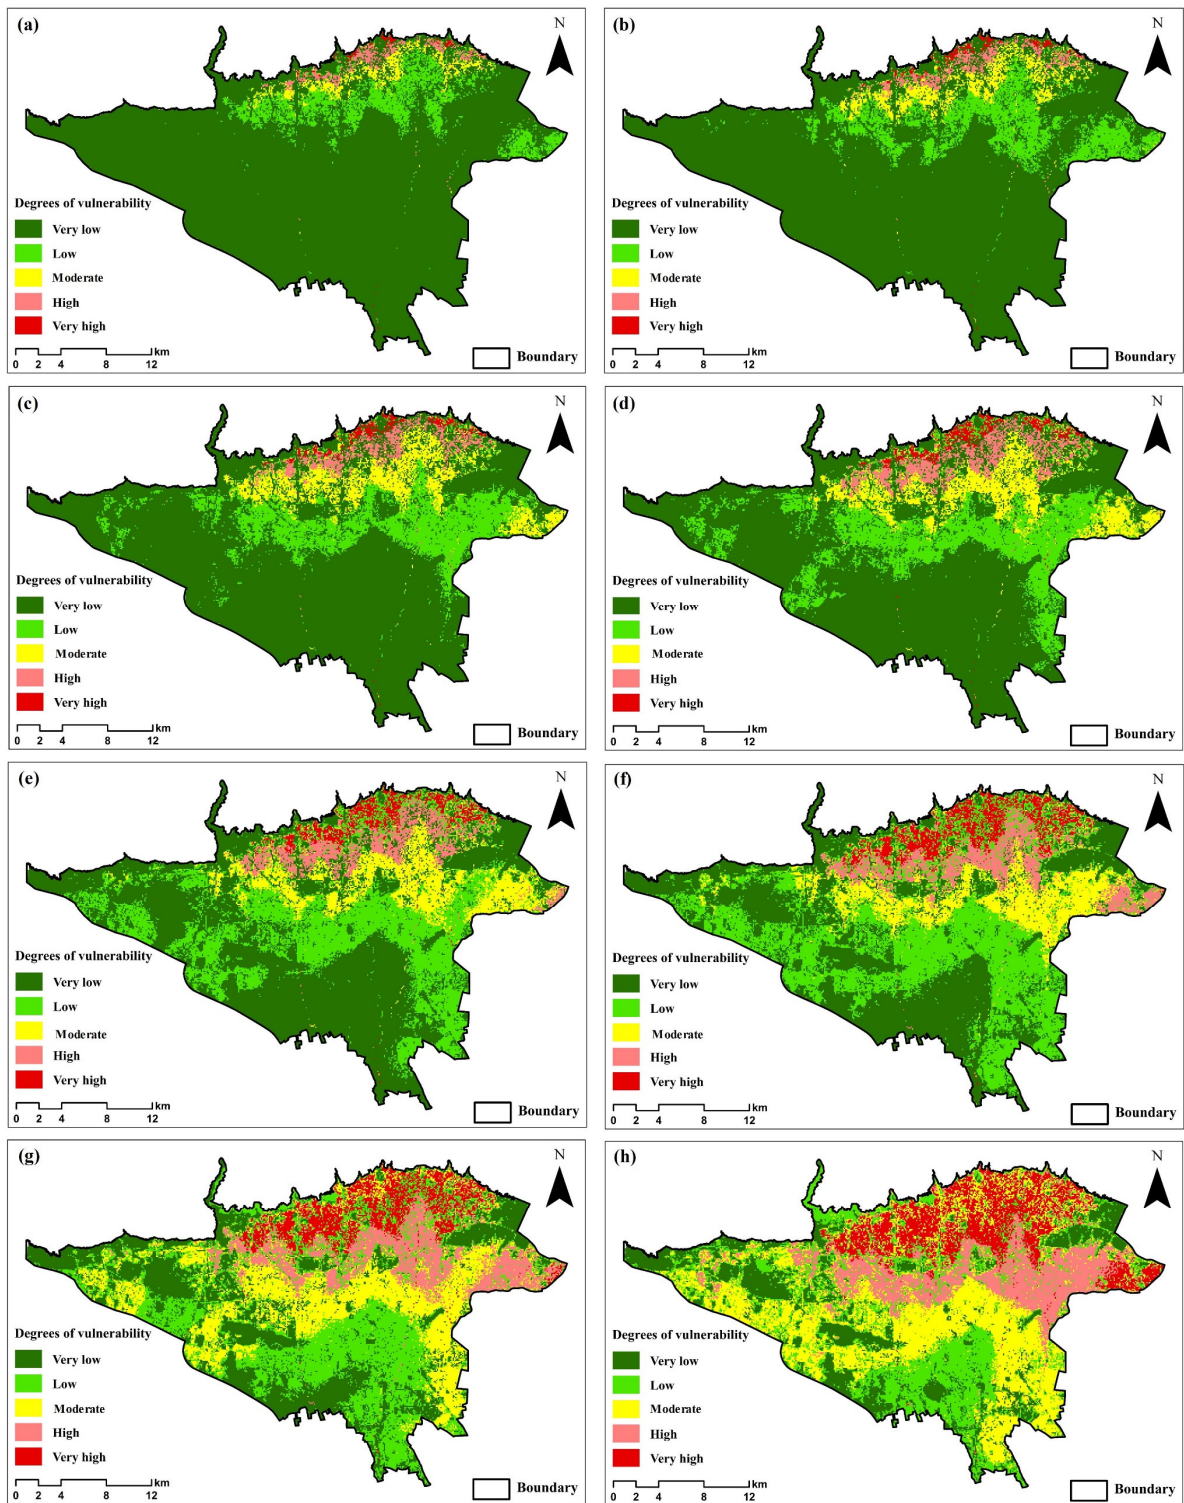 (a)
N
Degrees of vulnerability
Very low
Low
Moderate
High
Very high
km
0 2 4 8 12
Boundary
(b)
N
Degrees of vulnerability
Very low
Low
Moderate
High
Very high
km
0 2 4 8 12
Boundary
(c)
N
Degrees of vulnerability
Very low
Low
Moderate
High
Very high
km
0 2 4 8 12
Boundary
(d)
N
Degrees of vulnerability
Very low
Low
Moderate
High
Very high
km
0 2 4 8 12
Boundary
(e)
N
Degrees of vulnerability
Very low
Low
Moderate
High
Very high
km
0 2 4 8 12
Boundary
(f)
N
Degrees of vulnerability
Very low
Low
Moderate
High
Very high
km
0 2 4 8 12
Boundary
(g)
N
Degrees of vulnerability
Very low
Low
Moderate
High
Very high
km
0 2 4 8 12
Boundary
(h)
N
Degrees of vulnerability
Very low
Low
Moderate
High
Very high
km
0 2 4 8 12
Boundary